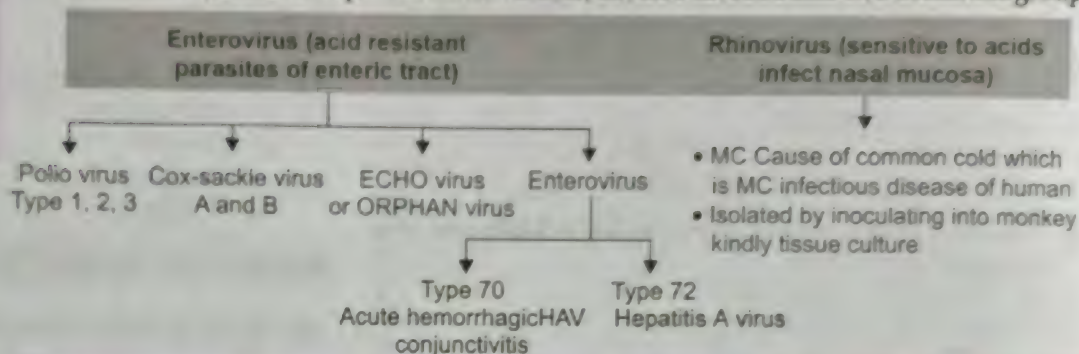 Enterovirus (acid resistant
parasites of enteric tract)
Rhinovirus (sensitive to acids
infect nasal mucosa)
Polio virus
Type 1, 2, 3
Cox-sackie virus
A and B
ECHO virus
or ORPHAN virus
Enterovirus
• MC Cause of common cold which
is MC infectious disease of human
• Isolated by inoculating into monkey
kindly tissue culture
Type 70
Acute hemorrhagicHAV
conjunctivitis
Type 72
Hepatitis A virus